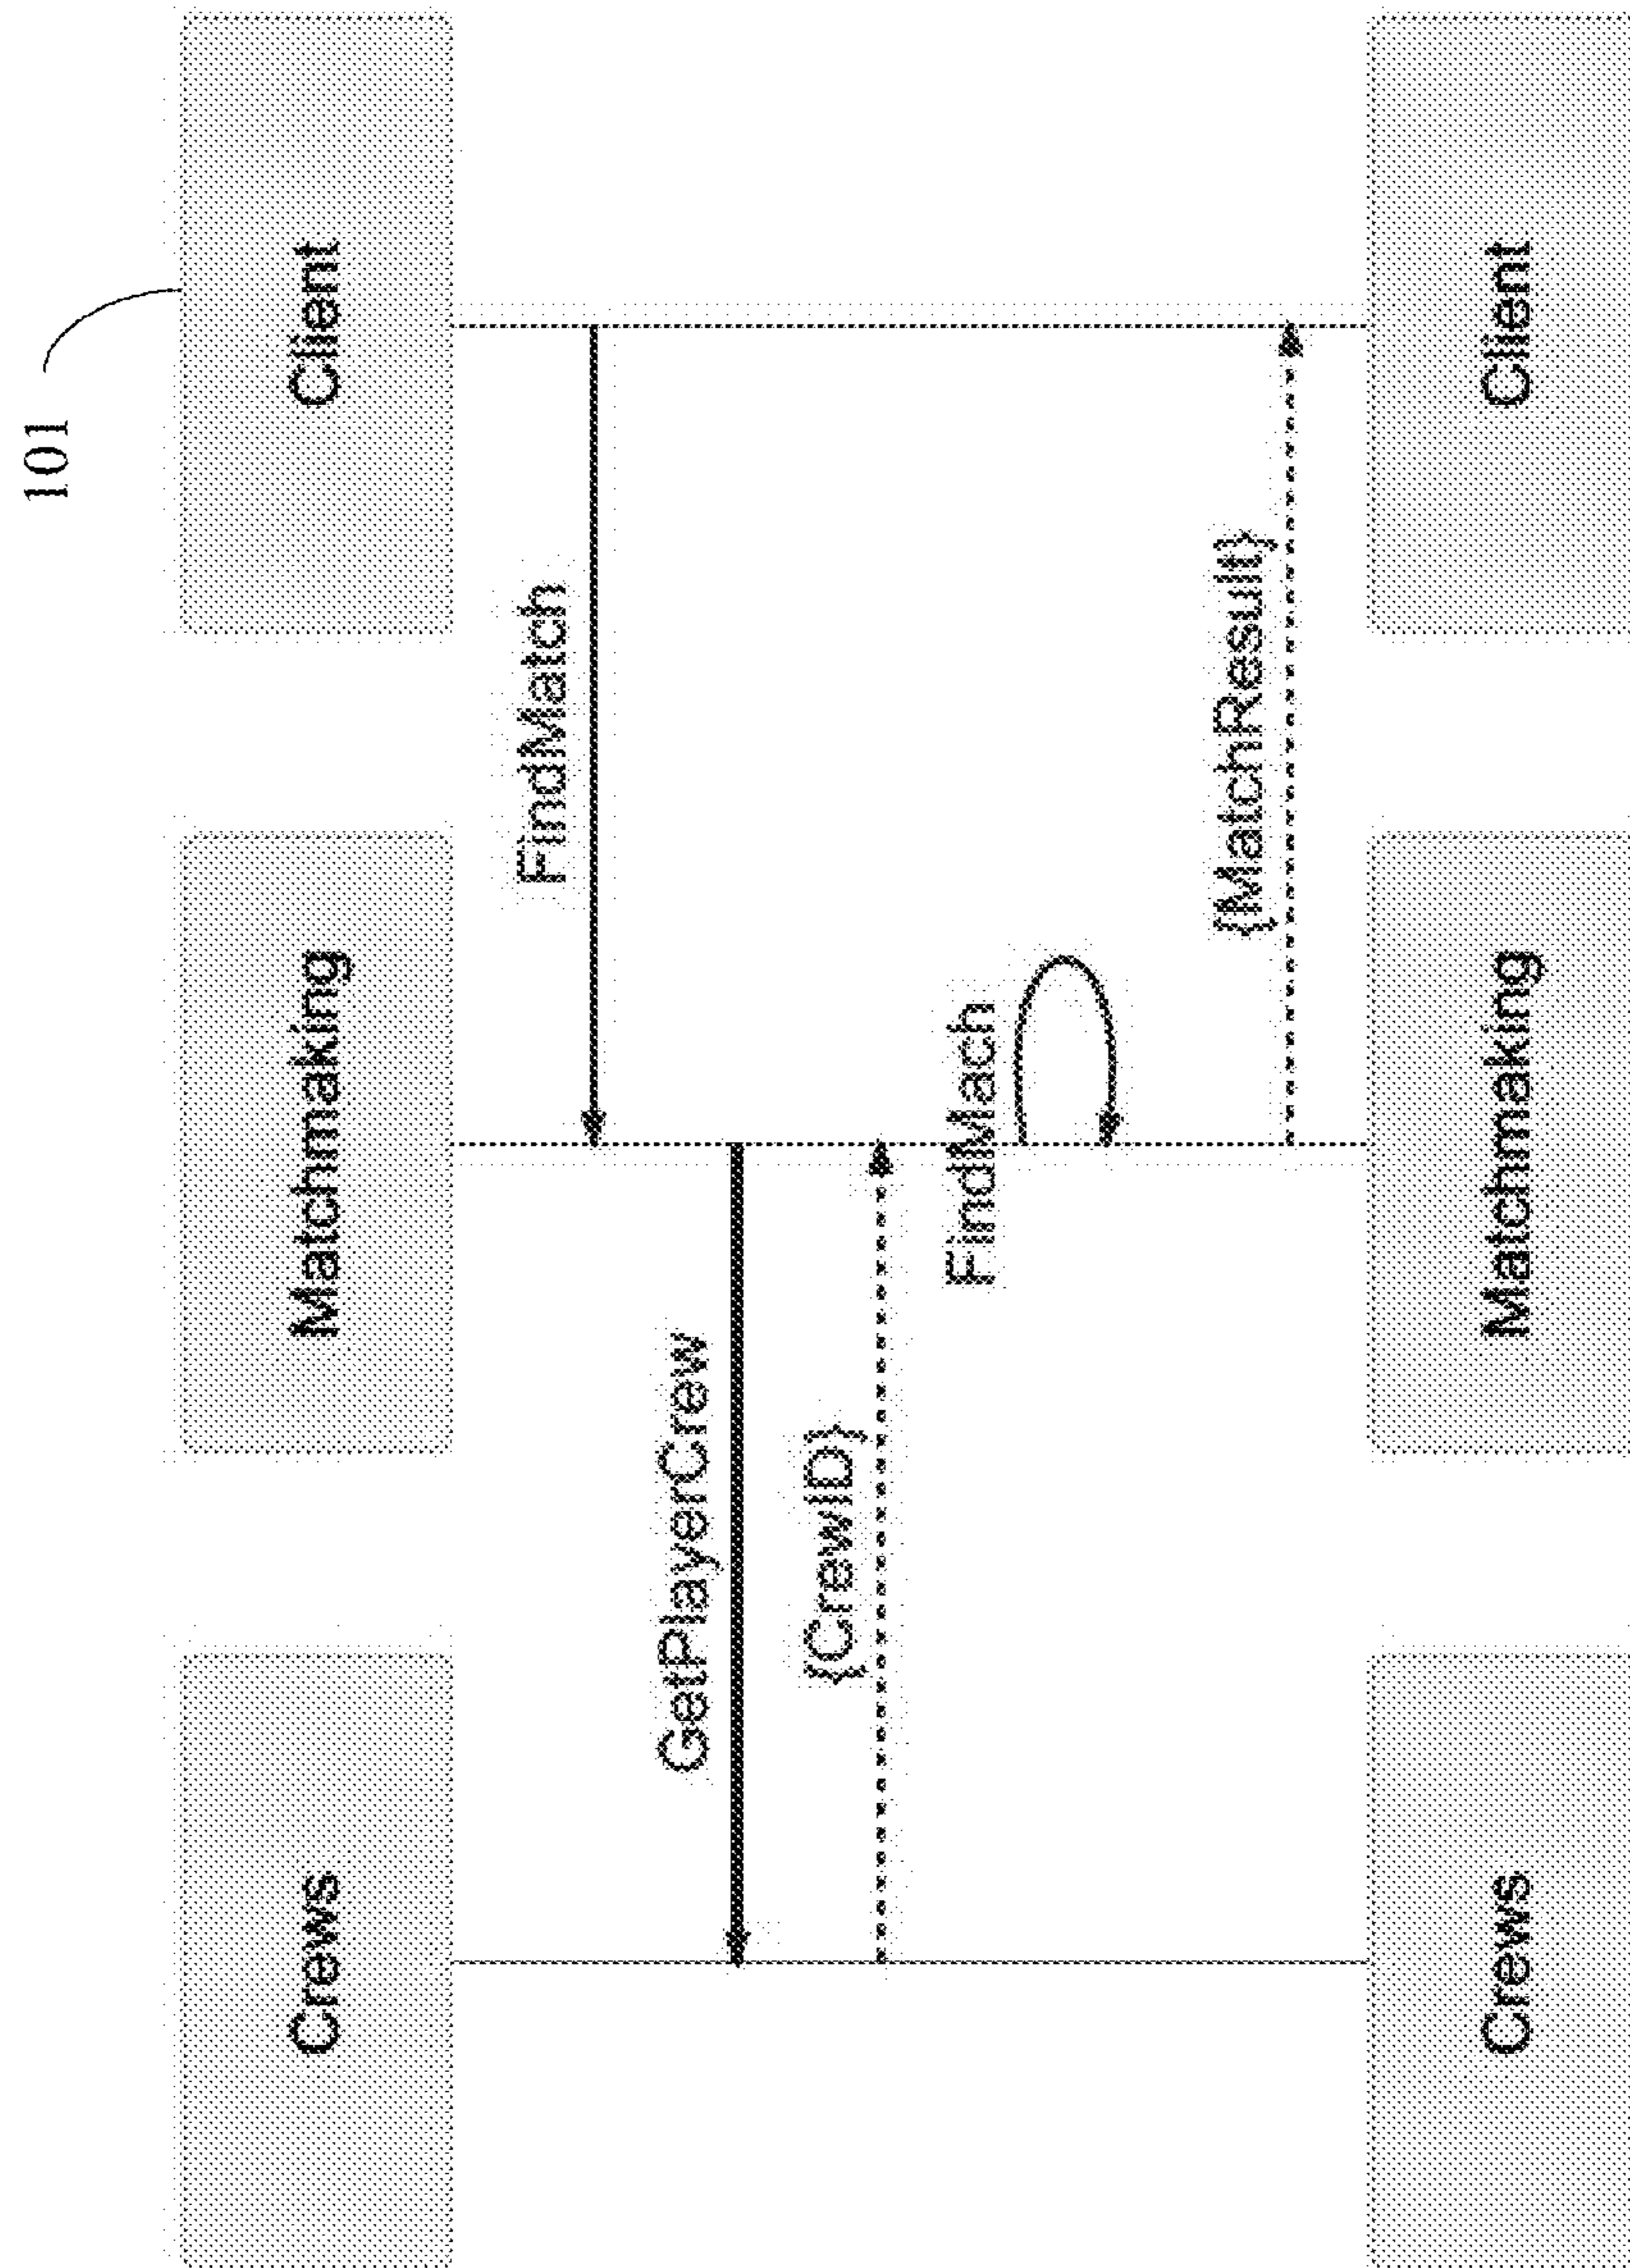 101
Crews
Matchmaking
Client
FindMatch
GetPlayerCrew
{CrewID}
FindMach
{MatchResult}
Crews
Matchmaking
Client